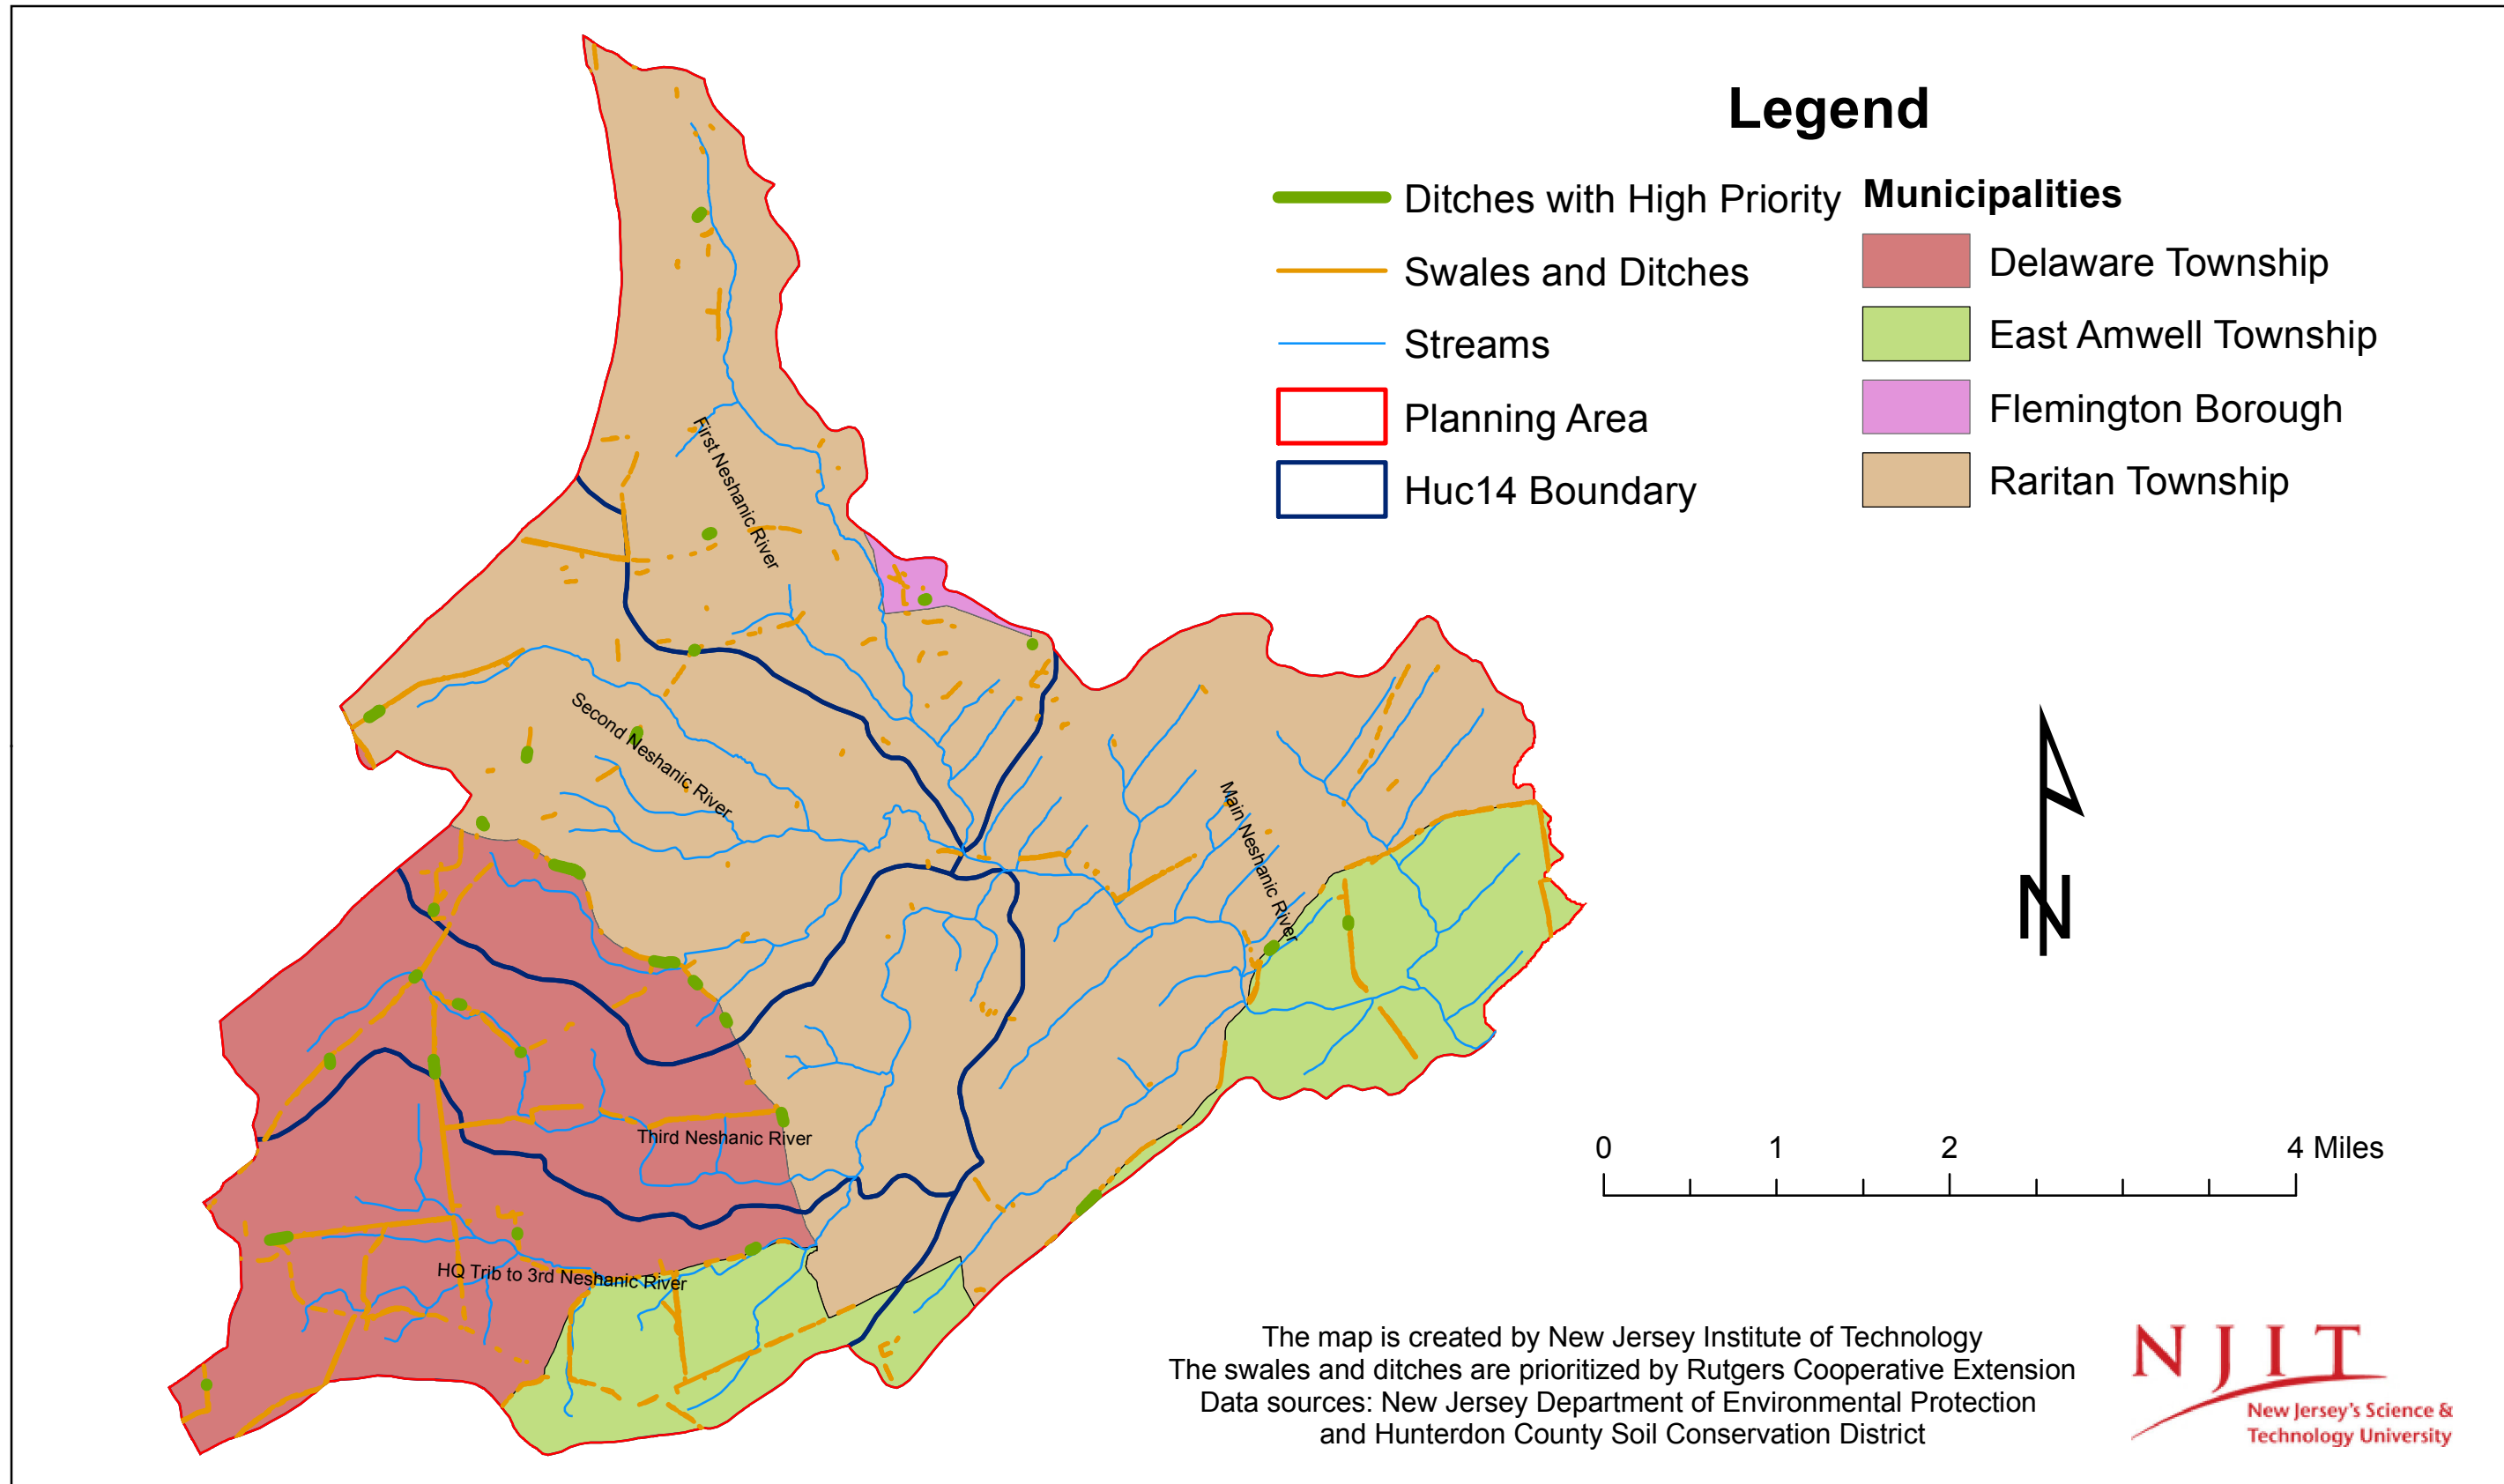 Legend
Ditches with High Priority
Swales and Ditches
Streams
Planning Area
Huc14 Boundary
Municipalities
Delaware Township
East Amwell Township
Flemington Borough
Raritan Township
First Neshanic River
Second Neshanic River
Main Neshanic River
Third Neshanic River
HQ Trib to 3rd Neshanic River
N
0 1 2 4 Miles
The map is created by New Jersey Institute of Technology
The swales and ditches are prioritized by Rutgers Cooperative Extension
Data sources: New Jersey Department of Environmental Protection
and Hunterdon County Soil Conservation District
NJIT
New Jersey's Science &
Technology University